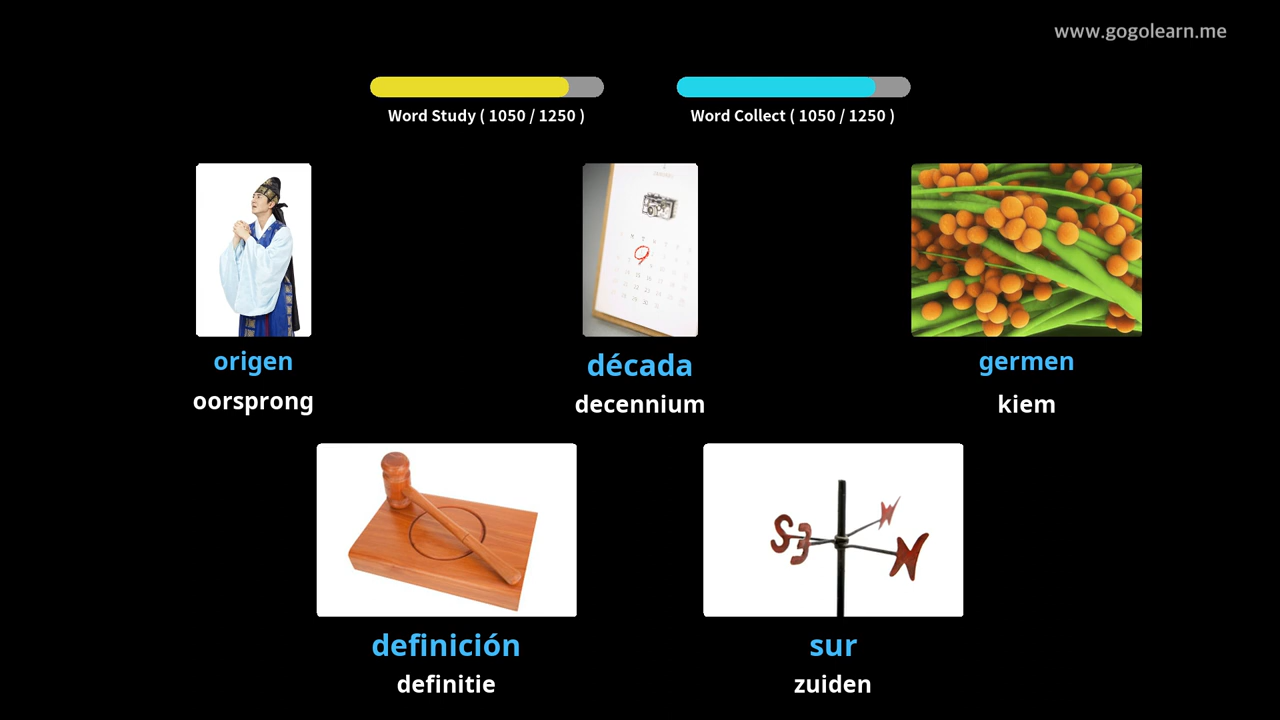 www.gogolearn.me
Word Study ( 1050 / 1250 )
Word Collect ( 1050 / 1250 )
origen
década
germen
oorsprong
decennium
kiem
definición
sur
definitie
zuiden